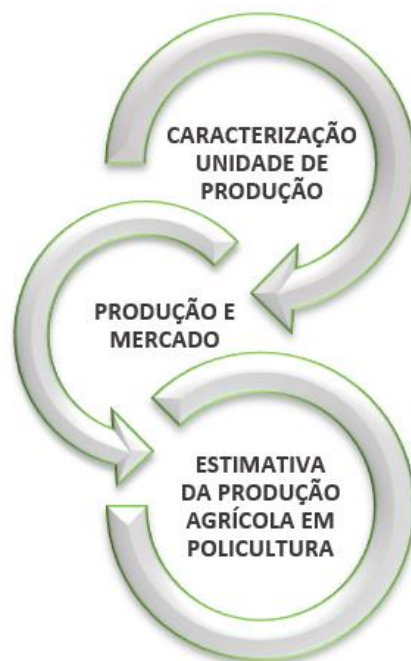 CARACTERIZAÇÃO
UNIDADE DE
PRODUÇÃO
PRODUÇÃO E
MERCADO
ESTIMATIVA
DA PRODUÇÃO
AGRÍCOLA EM
POLICULTURA